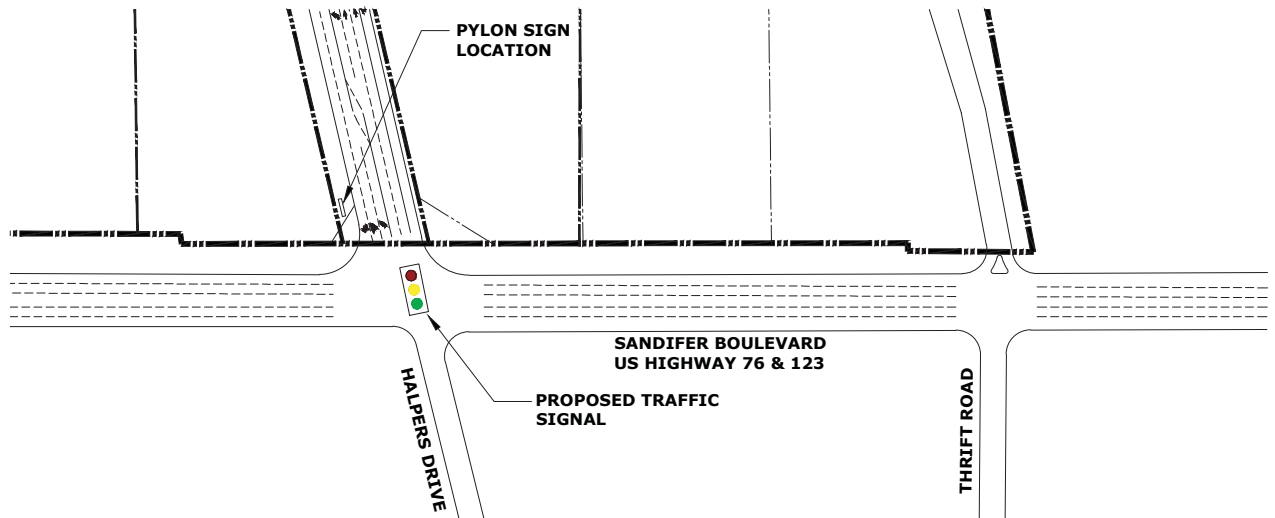 PYLON SIGN
LOCATION
SANDIFER BOULEVARD
US HIGHWAY 76 & 123
PROPOSED TRAFFIC
SIGNAL
HALPERS DRIVE
THRIFT ROAD